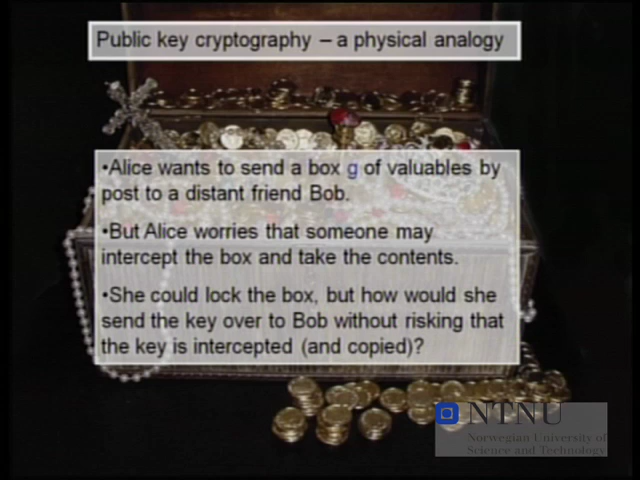 Public key cryptography – a physical analogy
•Alice wants to send a box g of valuables by
post to a distant friend Bob.
•But Alice worries that someone may
intercept the box and take the contents.
•She could lock the box, but how would she
send the key over to Bob without risking that
the key is intercepted (and copied)?
NTNU
Norwegian University of
Science and Technology